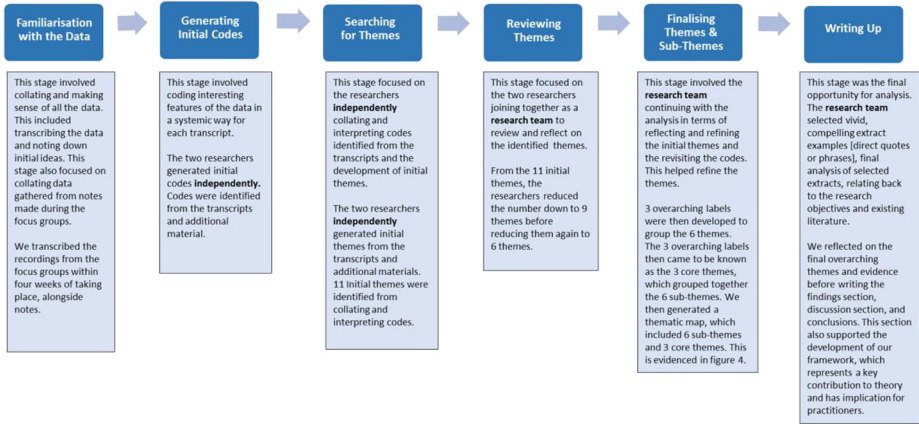 Familiarisation
with the Data
This stage involved
collating and making
sense of all the data.
This included
transcribing the data
and noting down
initial ideas. This
stage also focused on
collating data
gathered from notes
made during the
focus groups.
We transcribed the
recordings from the
focus groups within
four weeks of taking
place, alongside
notes.
Generating
Initial Codes
This stage involved
coding interesting
features of the data in
a systemic way for
each transcript.
The two researchers
generated initial
codes independently.
Codes were identified
from the transcripts
and additional
material.
Searching
for Themes
This stage focused on
the researchers
independently
collating and
interpreting codes
identified from the
transcripts and the
development of initial
themes.
The two researchers
independently
generated initial
themes from the
transcripts and
additional materials.
11 Initial themes were
identified from
collating and
interpreting codes.
Reviewing
Themes
This stage focused on
the two researchers
joining together as a
research team to
review and reflect on
the identified themes.
From the 11 initial
themes, the
researchers reduced
the number down to 9
themes before
reducing them again to
6 themes.
Finalising
Themes &
Sub-Themes
This stage involved the
research team
continuing with the
analysis in terms of
reflecting and refining
the initial themes and
the revisiting the codes.
This helped refine the
themes.
3 overarching labels
were then developed to
group the 6 themes.
The 3 overarching labels
then came to be known
as the 3 core themes,
which grouped together
the 6 sub-themes. We
then generated a
thematic map, which
included 6 sub-themes
and 3 core themes. This
is evidenced in figure 4.
Writing Up
This stage was the final
opportunity for analysis.
The research team
selected vivid,
compelling extract
examples [direct quotes
or phrases], final
analysis of selected
extracts, relating back
to the research
objectives and existing
literature.
We reflected on the
final overarching
themes and evidence
before writing the
findings section,
discussion section, and
conclusions. This section
also supported the
development of our
framework, which
represents a key
contribution to theory
and has implication for
practitioners.